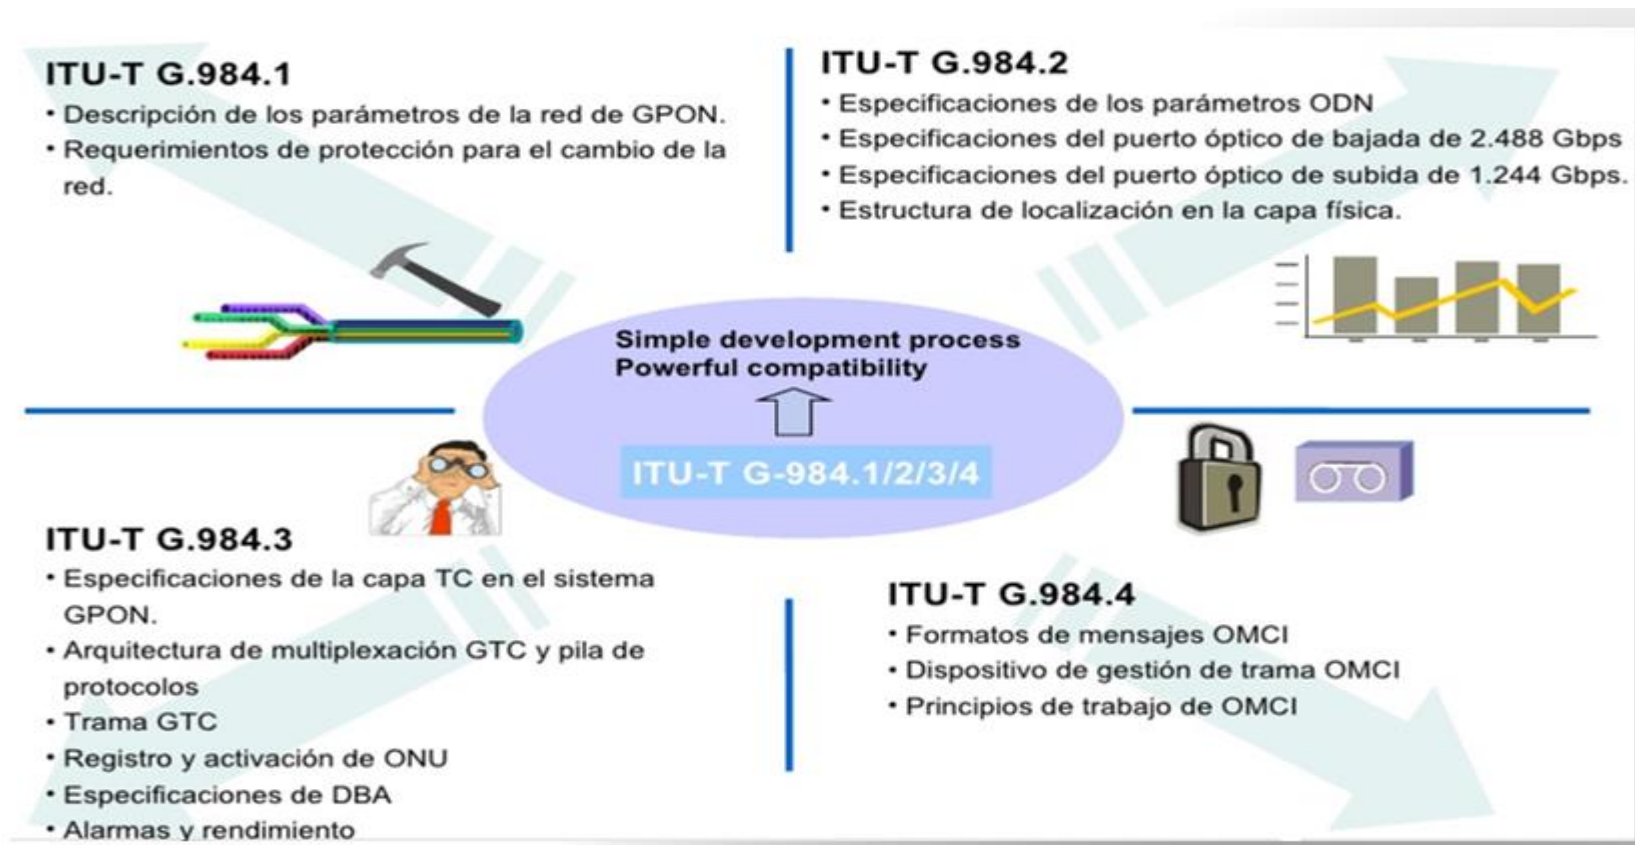 ITU-T G.984.1
• Descripción de los parámetros de la red de GPON.
• Requerimientos de protección para el cambio de la
red.
ITU-T G.984.2
• Especificaciones de los parámetros ODN
• Especificaciones del puerto óptico de bajada de 2.488 Gbps
• Especificaciones del puerto óptico de subida de 1.244 Gbps.
• Estructura de localización en la capa física.
Simple development process
Powerful compatibility
ITU-T G-984.1/2/3/4
ITU-T G.984.3
• Especificaciones de la capa TC en el sistema
GPON.
• Arquitectura de multiplexación GTC y pila de
protocolos
• Trama GTC
• Registro y activación de ONU
• Especificaciones de DBA
• Alarmas y rendimiento
ITU-T G.984.4
• Formatos de mensajes OMCI
• Dispositivo de gestión de trama OMCI
• Principios de trabajo de OMCI